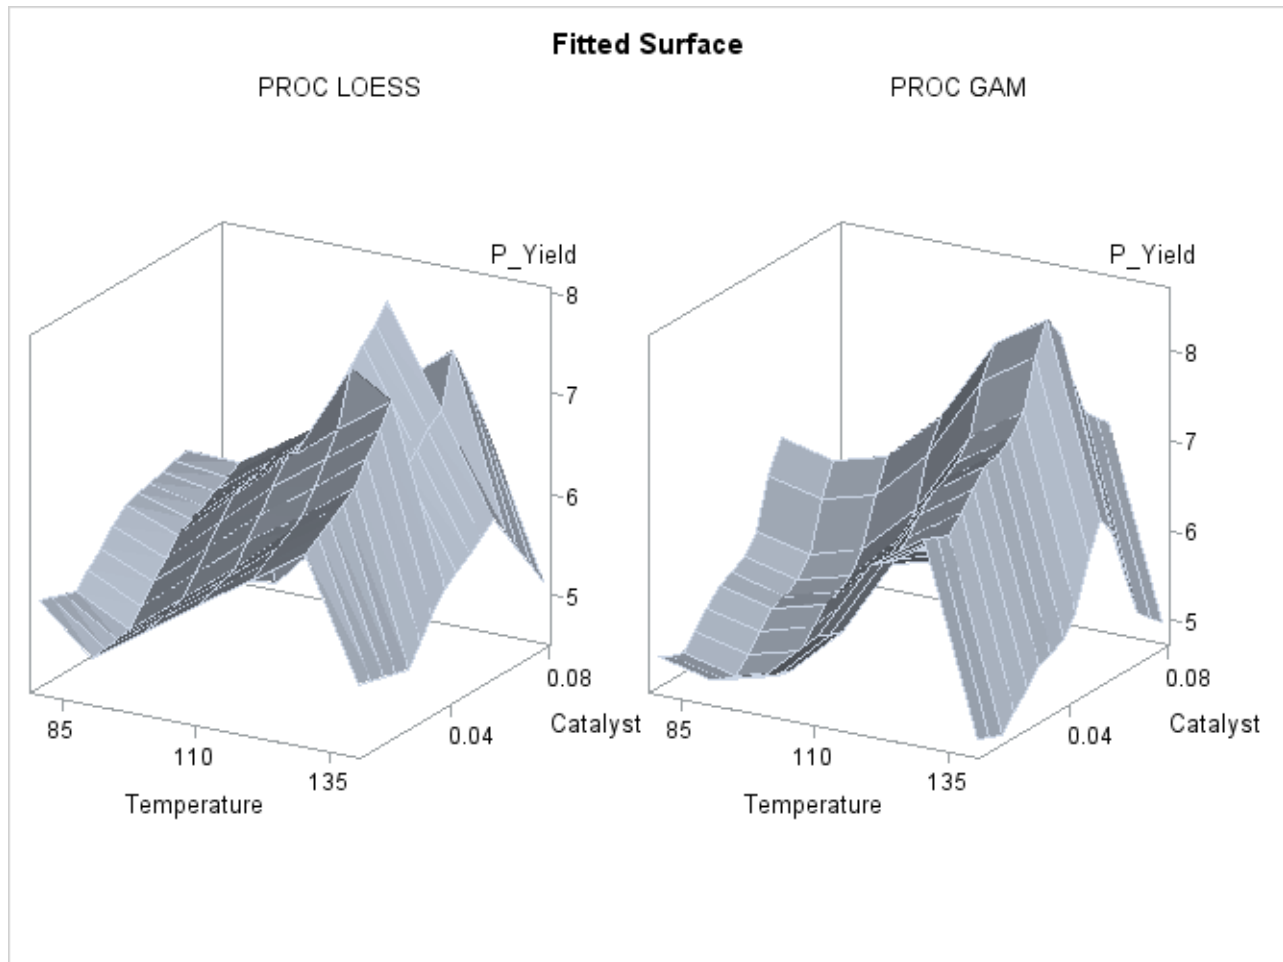 Fitted Surface
PROC LOESS
PROC GAM
P_Yield
8
7
6
5
0.08
Catalyst
0.04
85
110
135
Temperature
P_Yield
8
7
6
5
0.08
Catalyst
0.04
85
110
135
Temperature